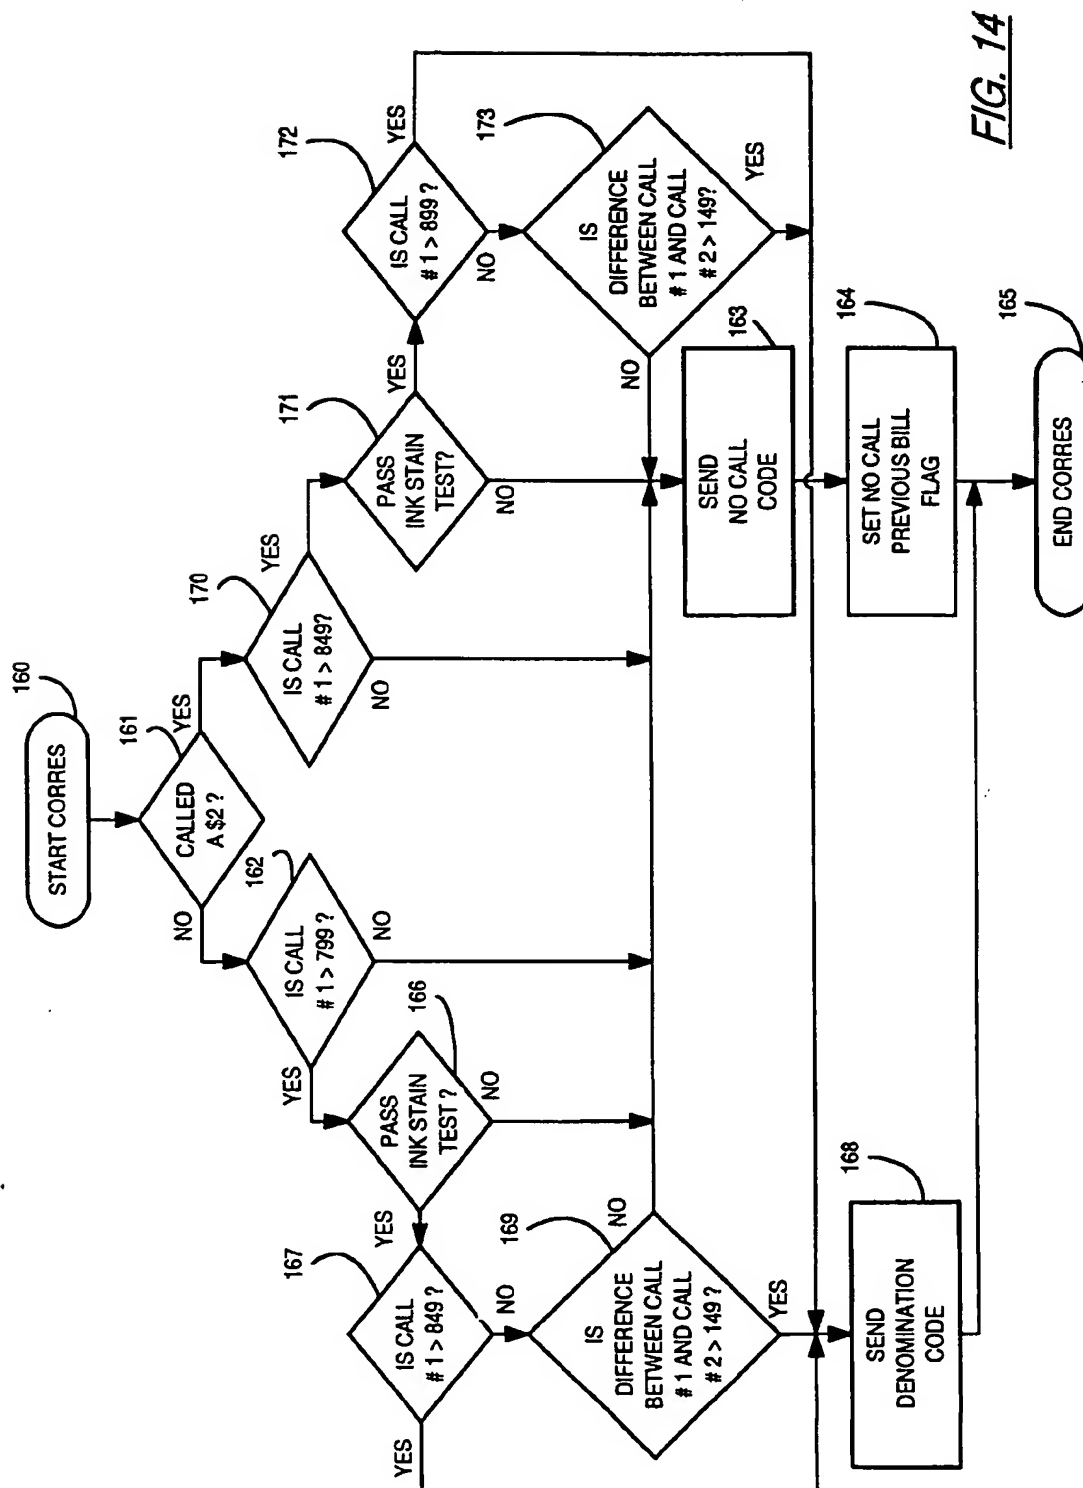 START CORRES
160
CALLED
A $2 ?
161
NO
YES
IS CALL
# 1 > 799 ?
162
YES
NO
IS CALL
# 1 > 849?
170
YES
NO
PASS
INK STAIN
TEST ?
166
YES
NO
PASS
INK STAIN
TEST?
171
YES
NO
IS CALL
# 1 > 849 ?
167
YES
NO
IS CALL
# 1 > 899 ?
172
YES
NO
IS
DIFFERENCE
BETWEEN CALL
# 1 AND CALL
# 2 > 149 ?
169
NO
YES
IS
DIFFERENCE
BETWEEN CALL
# 1 AND CALL
# 2 > 149?
173
NO
YES
SEND
NO CALL
CODE
163
SEND
DENOMINATION
CODE
168
SET NO CALL
PREVIOUS BILL
FLAG
164
END CORRES
165
FIG. 14